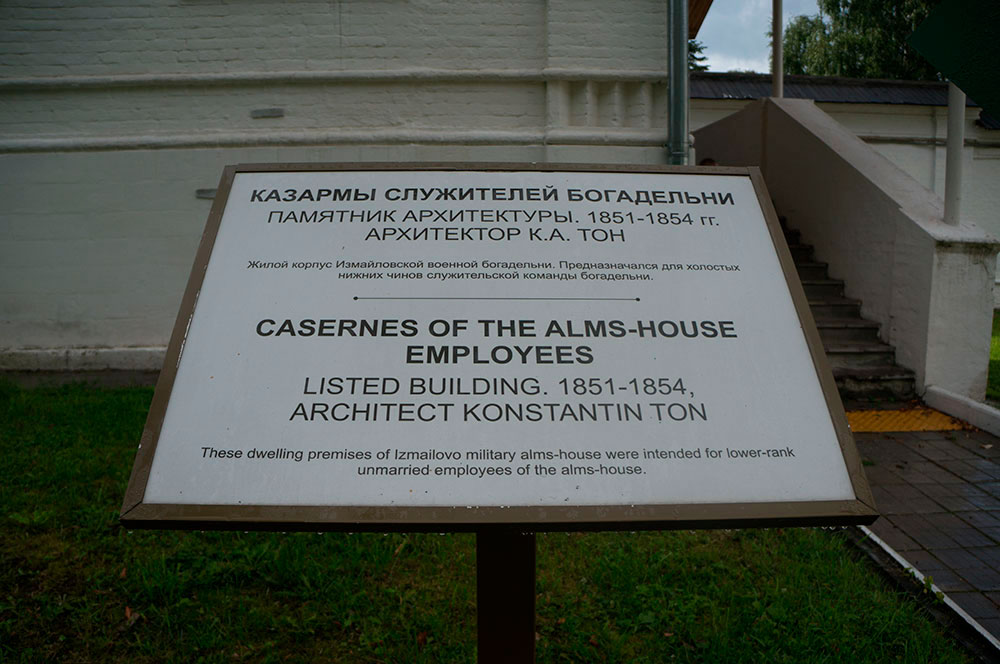 КАЗАРМЫ СЛУЖИТЕЛЕЙ БОГАДЕЛЬНИ
ПАМЯТНИК АРХИТЕКТУРЫ. 1851-1854 гг.
АРХИТЕКТОР К.А. ТОН
Жилой корпус Измайловской военной богадельни. Предназначался для холостых
нижних чинов служительской команды богадельни.
CASERNES OF THE ALMS-HOUSE
EMPLOYEES
LISTED BUILDING. 1851-1854,
ARCHITECT KONSTANTIN TON
These dwelling premises of Izmailovo military alms-house were intended for lower-rank
unmarried employees of the alms-house.